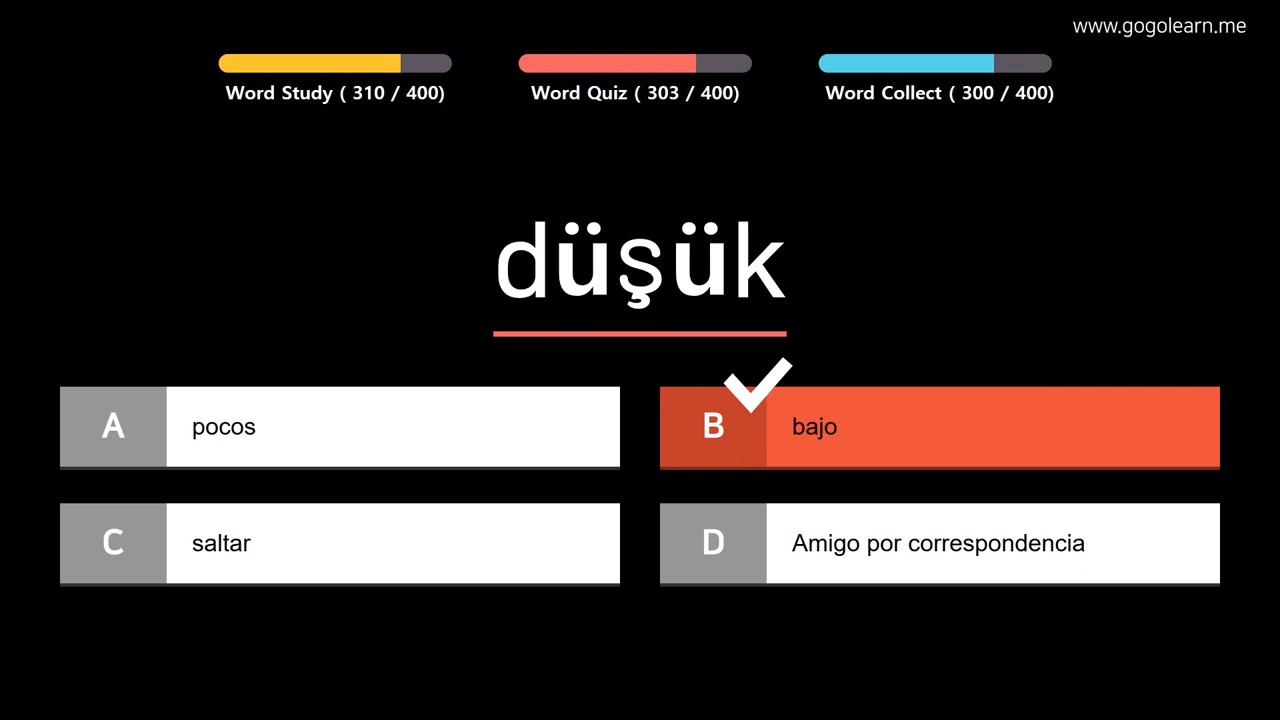 www.gogolearn.me
Word Study ( 310 / 400)
Word Quiz ( 303 / 400)
Word Collect ( 300 / 400)
düşük
A pocos
B bajo
C saltar
D Amigo por correspondencia